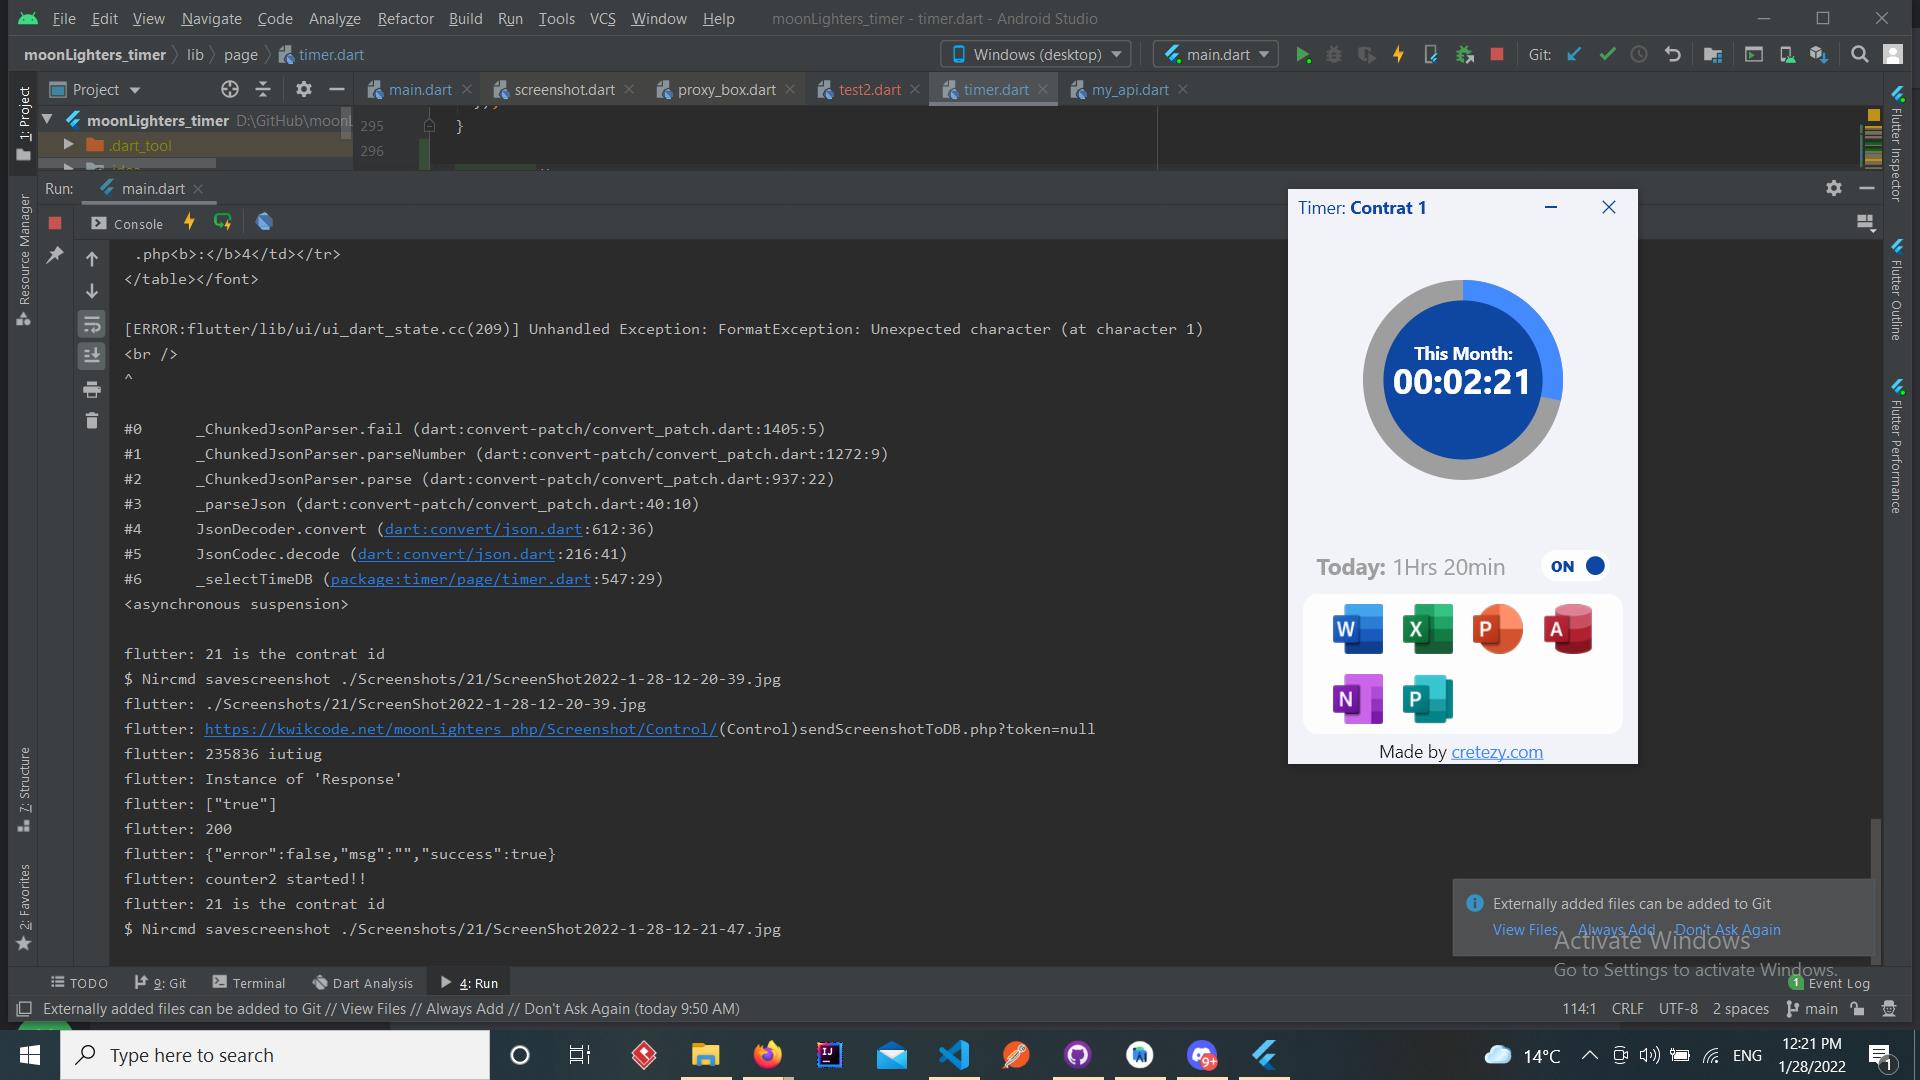 File Edit View Navigate Code Analyze Refactor Build Run Tools VCS Window Help moonLighters_timer - timer.dart - Android Studio
moonLighters_timer lib page timer.dart
Windows (desktop) main.dart Git:
Project
main.dart screenshot.dart proxy_box.dart test2.dart timer.dart my_api.dart
moonLighters_timer D:\GitHub\moonL
.dart_tool
.idea
295 }
296
1: Project
Resource Manager
7: Structure
2: Favorites
Flutter Inspector
Flutter Outline
Flutter Performance
Run: main.dart
Console
.php<b>:</b>4</td></tr>
</table></font>
[ERROR:flutter/lib/ui/ui_dart_state.cc(209)] Unhandled Exception: FormatException: Unexpected character (at character 1)
<br />
^
#0 _ChunkedJsonParser.fail (dart:convert-patch/convert_patch.dart:1405:5)
#1 _ChunkedJsonParser.parseNumber (dart:convert-patch/convert_patch.dart:1272:9)
#2 _ChunkedJsonParser.parse (dart:convert-patch/convert_patch.dart:937:22)
#3 _parseJson (dart:convert-patch/convert_patch.dart:40:10)
#4 JsonDecoder.convert (dart:convert/json.dart:612:36)
#5 JsonCodec.decode (dart:convert/json.dart:216:41)
#6 _selectTimeDB (package:timer/page/timer.dart:547:29)
<asynchronous suspension>
flutter: 21 is the contrat id
$ Nircmd savescreenshot ./Screenshots/21/ScreenShot2022-1-28-12-20-39.jpg
flutter: ./Screenshots/21/ScreenShot2022-1-28-12-20-39.jpg
flutter: https://kwikcode.net/moonLighters_php/Screenshot/Control/(Control)sendScreenshotToDB.php?token=null
flutter: 235836 iutiug
flutter: Instance of 'Response'
flutter: ["true"]
flutter: 200
flutter: {"error":false,"msg":"","success":true}
flutter: counter2 started!!
flutter: 21 is the contrat id
$ Nircmd savescreenshot ./Screenshots/21/ScreenShot2022-1-28-12-21-47.jpg
Timer: Contrat 1
This Month:
00:02:21
Today: 1Hrs 20min ON
W X P A
N P
Made by cretezy.com
Externally added files can be added to Git
View Files Always Add Don't Ask Again
Activate Windows
Go to Settings to activate Windows.
TODO 9: Git Terminal Dart Analysis 4: Run 1 Event Log
Externally added files can be added to Git // View Files // Always Add // Don't Ask Again (today 9:50 AM) 114:1 CRLF UTF-8 2 spaces main
Type here to search
IJ
9+
14°C ENG
12:21 PM
1/28/2022
1